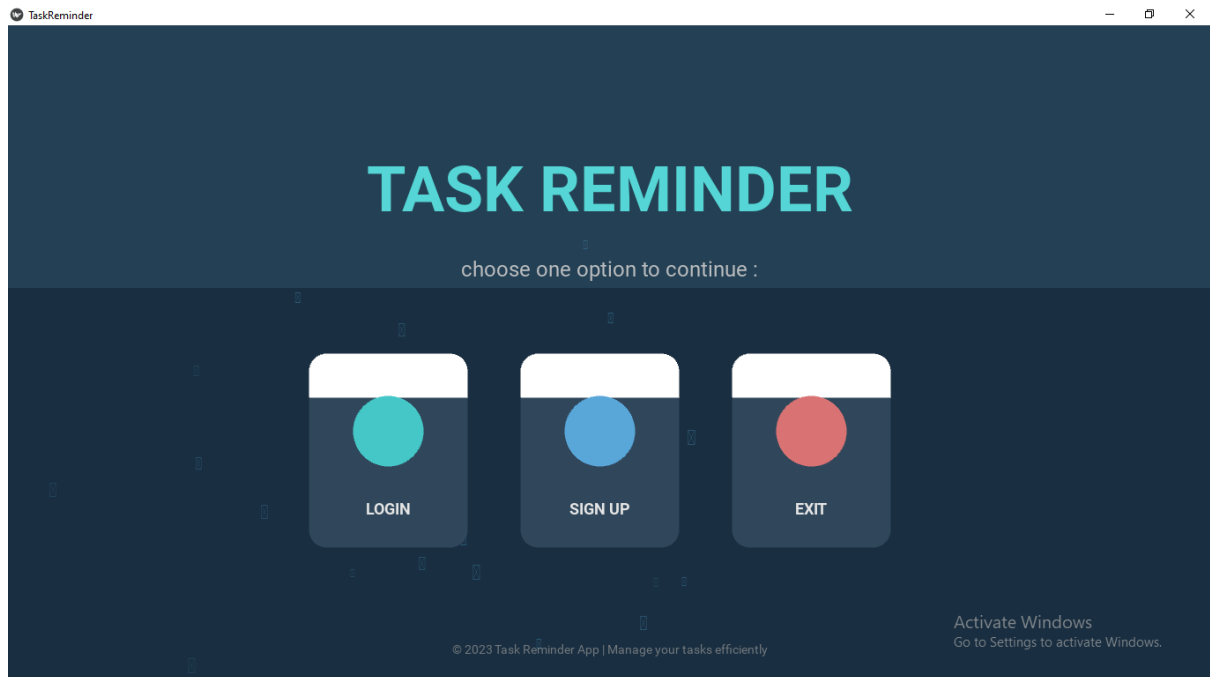 TaskReminder
TASK REMINDER
choose one option to continue :
LOGIN
SIGN UP
EXIT
Activate Windows
Go to Settings to activate Windows.
© 2023 Task Reminder App | Manage your tasks efficiently